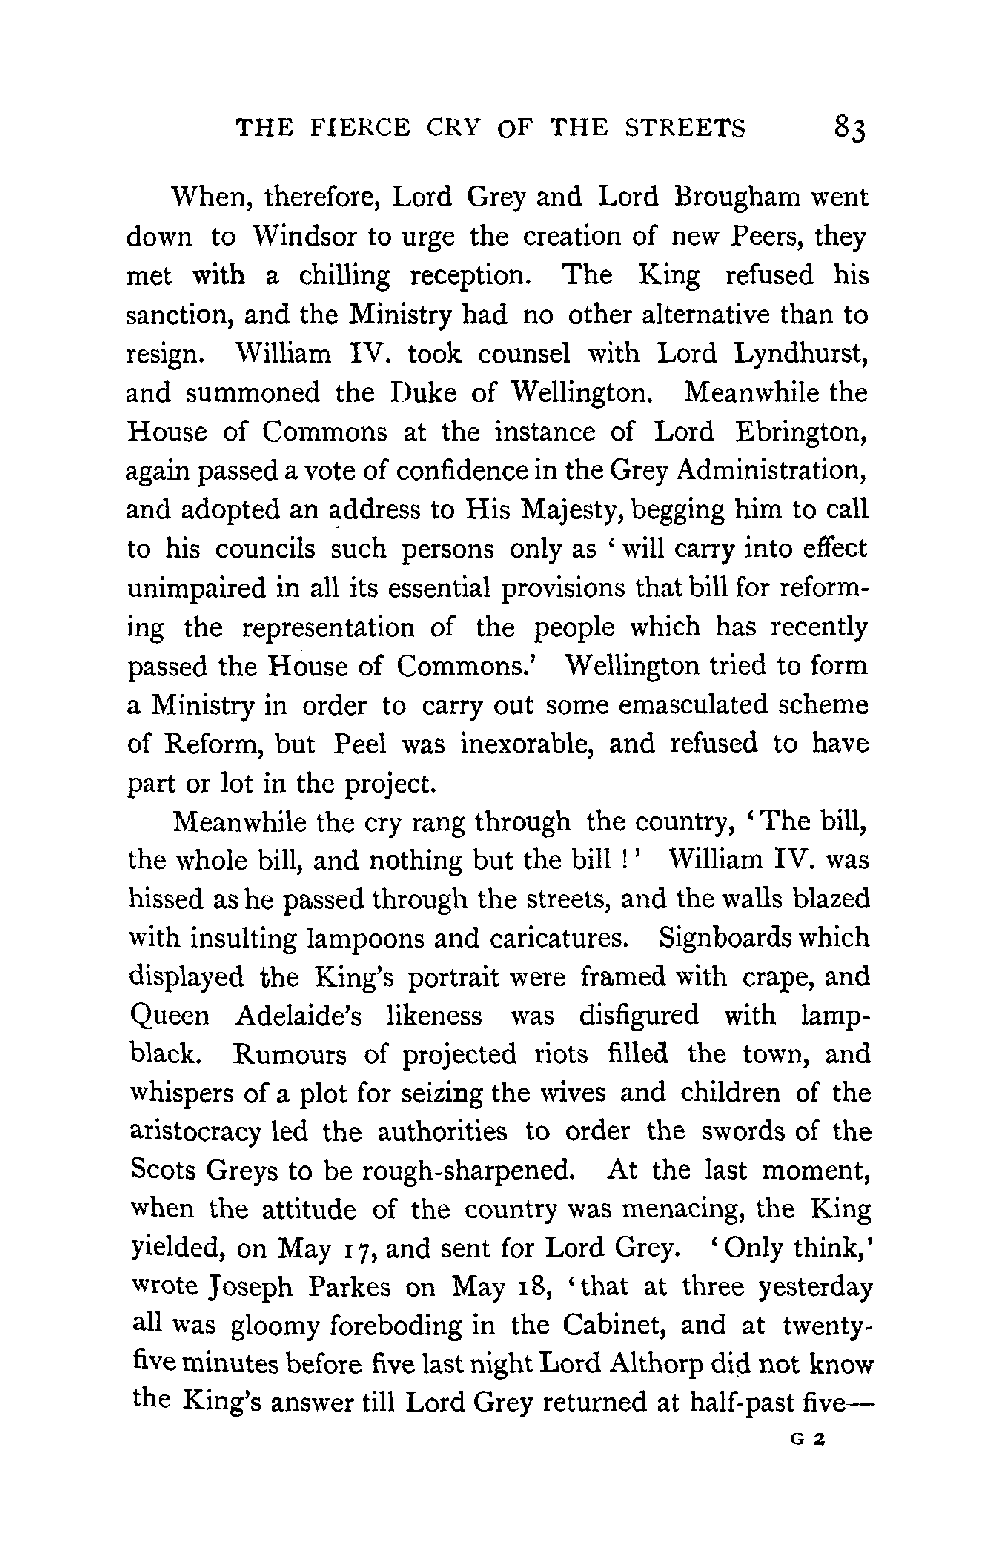 THE FIERCE CRY OF THE STREETS 83
When, therefore, Lord Grey and Lord Brougham went
down to Windsor to urge the creation of new Peers, they
met with a chilling reception. The King refused his
sanction, and the Ministry had no other alternative than to
resign. William IV. took counsel with Lord Lyndhurst,
and summoned the Duke of Wellington. Meanwhile the
House of Commons at the instance of Lord Ebrington,
again passed a vote of confidence in the Grey Administration,
and adopted an address to His Majesty, begging him to call
to his councils such persons only as ‘will carry into effect
unimpaired in all its essential provisions that bill for reform-
ing the representation of the people which has recently
passed the House of Commons.’ Wellington tried to form
a Ministry in order to carry out some emasculated scheme
of Reform, but Peel was inexorable, and refused to have
part or lot in the project.
Meanwhile the cry rang through the country, ‘The bill,
the whole bill, and nothing but the bill !’ William IV. was
hissed as he passed through the streets, and the walls blazed
with insulting lampoons and caricatures. Signboards which
displayed the King’s portrait were framed with crape, and
Queen Adelaide’s likeness was disfigured with lamp-
black. Rumours of projected riots filled the town, and
whispers of a plot for seizing the wives and children of the
aristocracy led the authorities to order the swords of the
Scots Greys to be rough-sharpened. At the last moment,
when the attitude of the country was menacing, the King
yielded, on May 17, and sent for Lord Grey. ‘Only think,’
wrote Joseph Parkes on May 18, ‘that at three yesterday
all was gloomy foreboding in the Cabinet, and at twenty-
five minutes before five last night Lord Althorp did not know
the King’s answer till Lord Grey returned at half-past five—
G 2